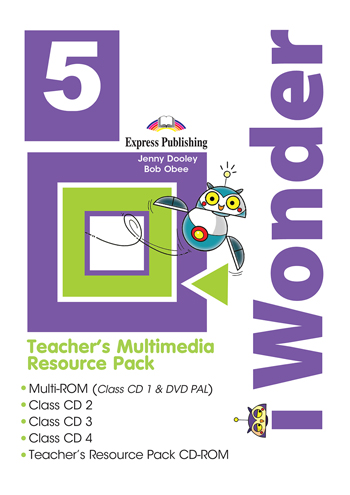 5
Express Publishing
Jenny Dooley
Bob Obee
i Wonder
Teacher's Multimedia
Resource Pack
• Multi-ROM (Class CD 1 & DVD PAL)
• Class CD 2
• Class CD 3
• Class CD 4
• Teacher's Resource Pack CD-ROM